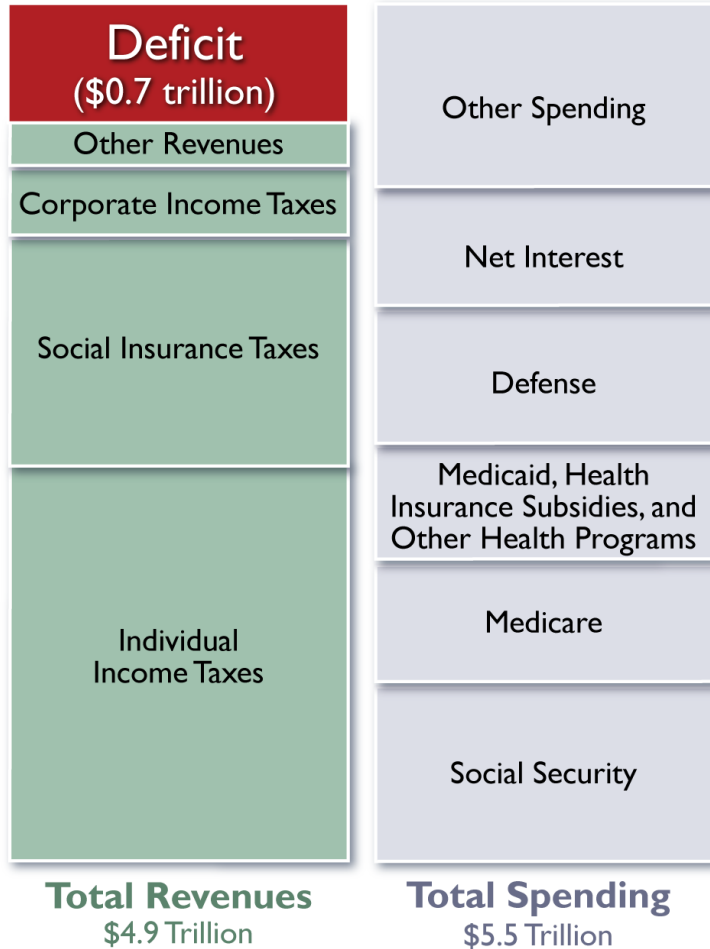 Deficit
($0.7 trillion)
Other Revenues
Corporate Income Taxes
Social Insurance Taxes
Individual
Income Taxes
Total Revenues
$4.9 Trillion
Other Spending
Net Interest
Defense
Medicaid, Health
Insurance Subsidies, and
Other Health Programs
Medicare
Social Security
Total Spending
$5.5 Trillion